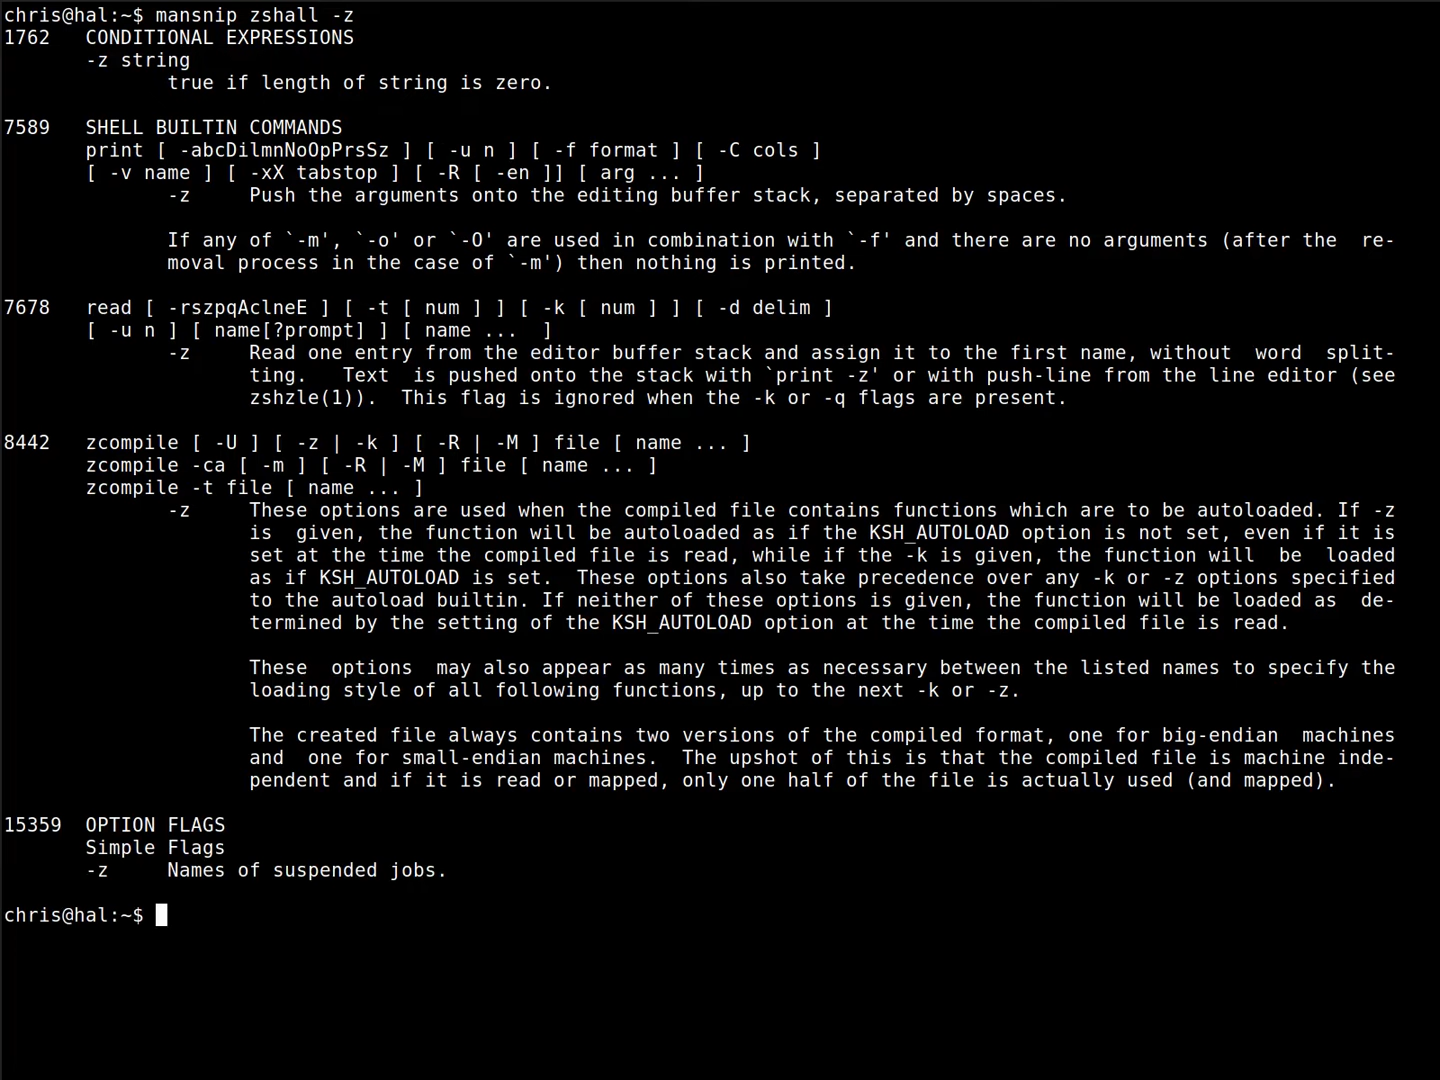 chris@hal:~$ mansnip zshall -z
1762   CONDITIONAL EXPRESSIONS
       -z string
              true if length of string is zero.

7589   SHELL BUILTIN COMMANDS
       print [ -abcDilmnNoOpPrsSz ] [ -u n ] [ -f format ] [ -C cols ]
       [ -v name ] [ -xX tabstop ] [ -R [ -en ]] [ arg ... ]
              -z     Push the arguments onto the editing buffer stack, separated by spaces.

              If any of `-m', `-o' or `-O' are used in combination with `-f' and there are no arguments (after the  re-
              moval process in the case of `-m') then nothing is printed.

7678   read [ -rszpqAclneE ] [ -t [ num ] ] [ -k [ num ] ] [ -d delim ]
       [ -u n ] [ name[?prompt] ] [ name ...  ]
              -z     Read one entry from the editor buffer stack and assign it to the first name, without  word  split-
                     ting.   Text  is pushed onto the stack with `print -z' or with push-line from the line editor (see
                     zshzle(1)).  This flag is ignored when the -k or -q flags are present.

8442   zcompile [ -U ] [ -z | -k ] [ -R | -M ] file [ name ... ]
       zcompile -ca [ -m ] [ -R | -M ] file [ name ... ]
       zcompile -t file [ name ... ]
              -z     These options are used when the compiled file contains functions which are to be autoloaded. If -z
                     is  given, the function will be autoloaded as if the KSH_AUTOLOAD option is not set, even if it is
                     set at the time the compiled file is read, while if the -k is given, the function will  be  loaded
                     as if KSH_AUTOLOAD is set.  These options also take precedence over any -k or -z options specified
                     to the autoload builtin. If neither of these options is given, the function will be loaded as  de-
                     termined by the setting of the KSH_AUTOLOAD option at the time the compiled file is read.

                     These  options  may also appear as many times as necessary between the listed names to specify the
                     loading style of all following functions, up to the next -k or -z.

                     The created file always contains two versions of the compiled format, one for big-endian  machines
                     and  one for small-endian machines.  The upshot of this is that the compiled file is machine inde-
                     pendent and if it is read or mapped, only one half of the file is actually used (and mapped).

15359  OPTION FLAGS
       Simple Flags
       -z     Names of suspended jobs.

chris@hal:~$